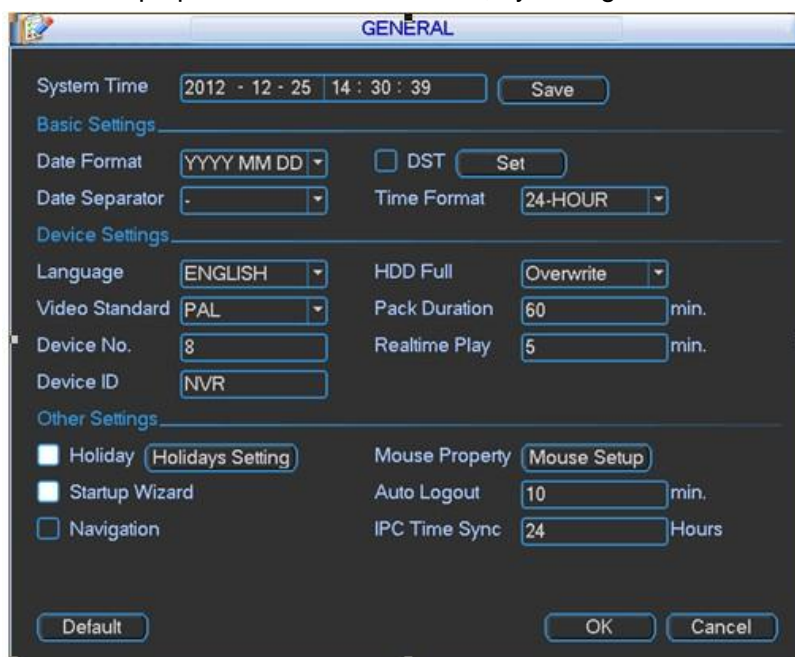 GENERAL
System Time 2012 - 12 - 25 14 : 30 : 39 Save
Basic Settings
Date Format YYYY MM DD DST Set
Date Separator - Time Format 24-HOUR
Device Settings
Language ENGLISH HDD Full Overwrite
Video Standard PAL Pack Duration 60 min.
Device No. 8 Realtime Play 5 min.
Device ID NVR
Other Settings
Holiday Holidays Setting Mouse Property Mouse Setup
Startup Wizard Auto Logout 10 min.
Navigation IPC Time Sync 24 Hours
Default OK Cancel